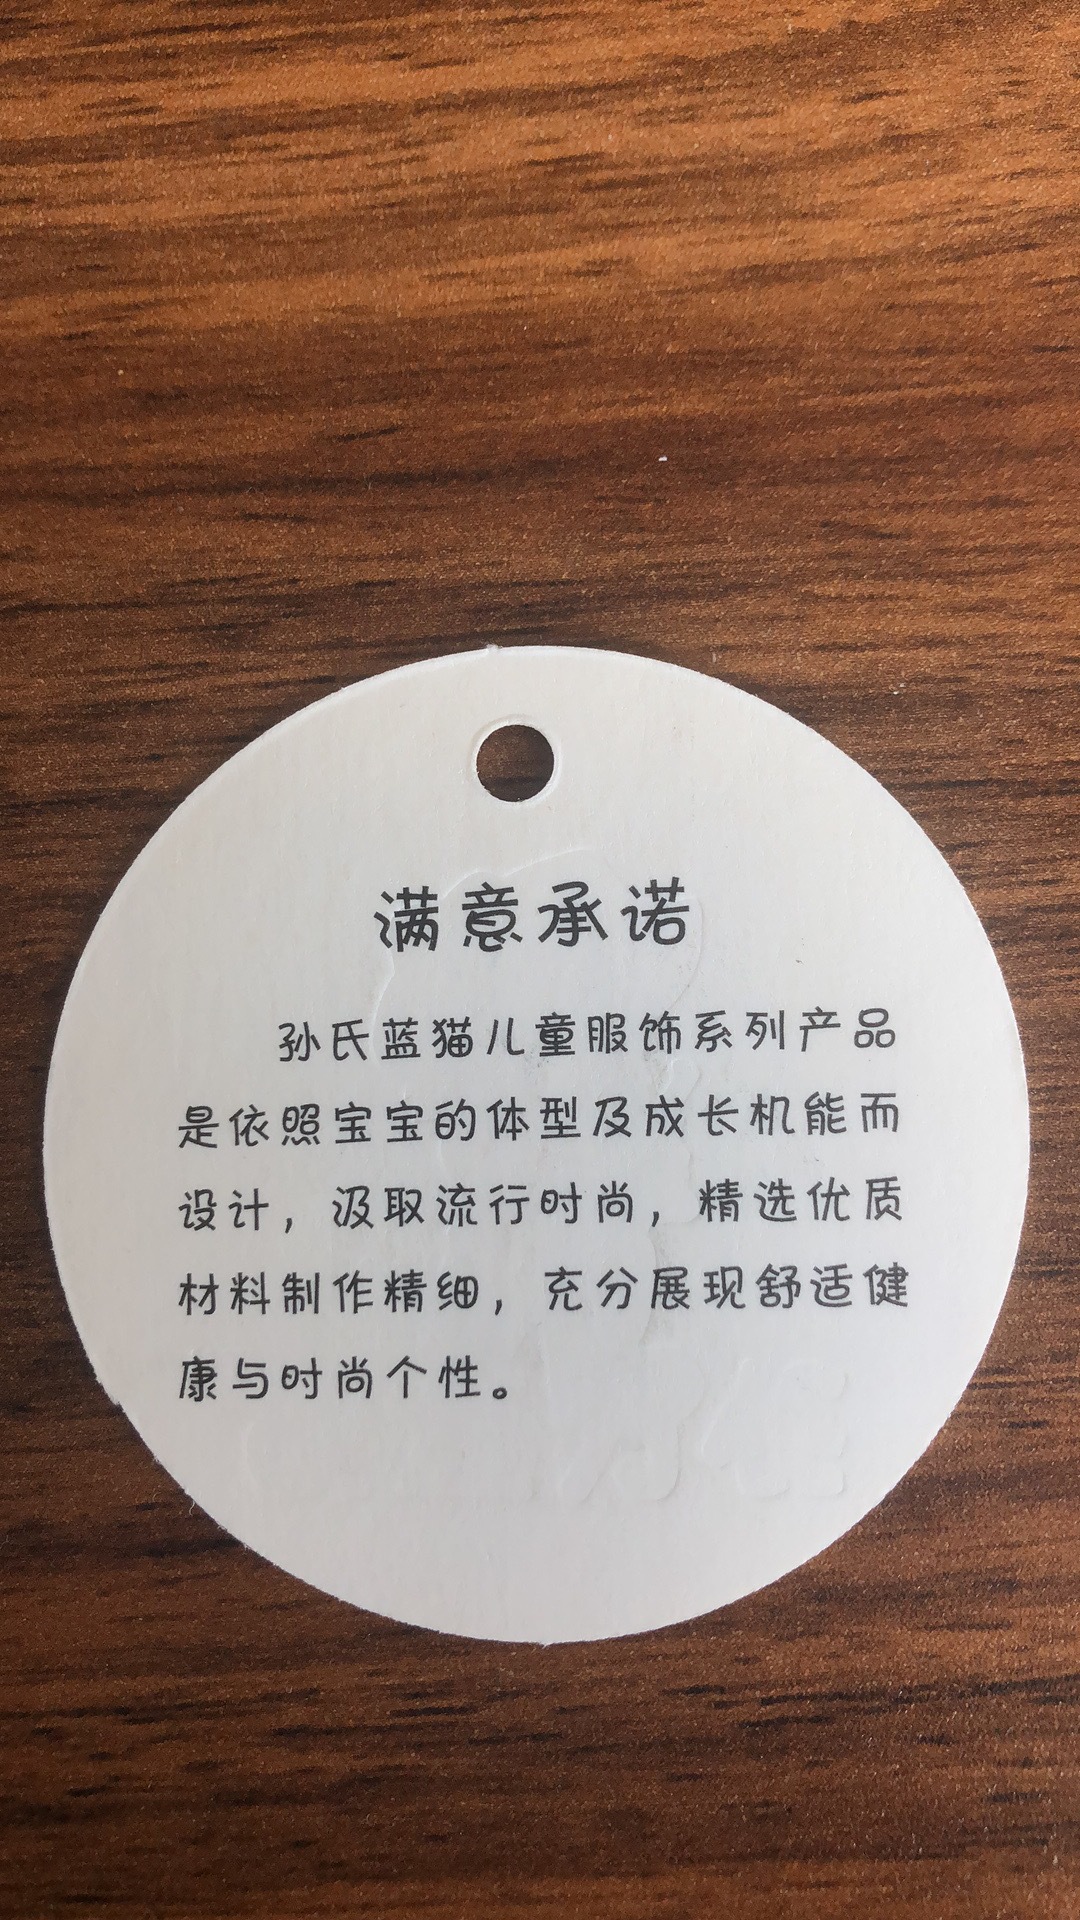 满意承诺
孙氏蓝猫儿童服饰系列产品
是依照宝宝的体型及成长机能而
设计，汲取流行时尚，精选优质
材料制作精细，充分展现舒适健
康与时尚个性。